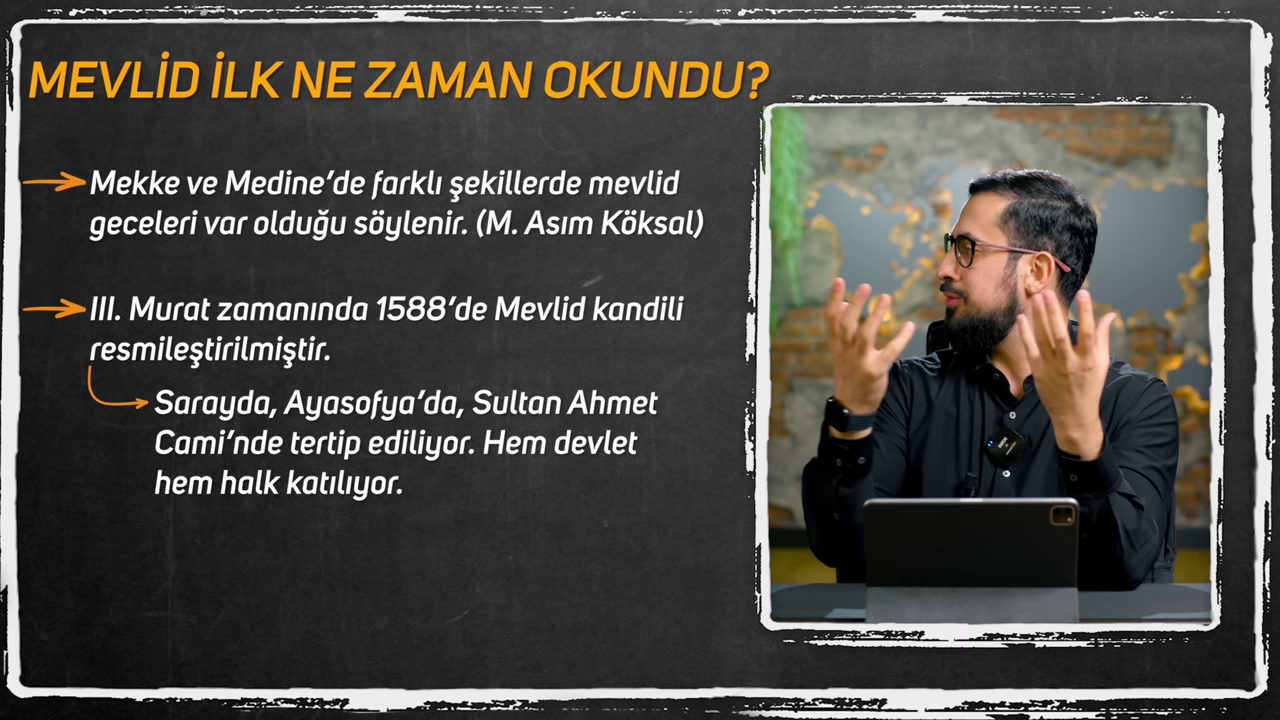 MEVLİD İLK NE ZAMAN OKUNDU?
Mekke ve Medine'de farklı şekillerde mevlid
geceleri var olduğu söylenir. (M. Asım Köksal)
III. Murat zamanında 1588'de Mevlid kandili
resmileştirilmiştir.
Sarayda, Ayasofya'da, Sultan Ahmet
Cami'nde tertip ediliyor. Hem devlet
hem halk katılıyor.